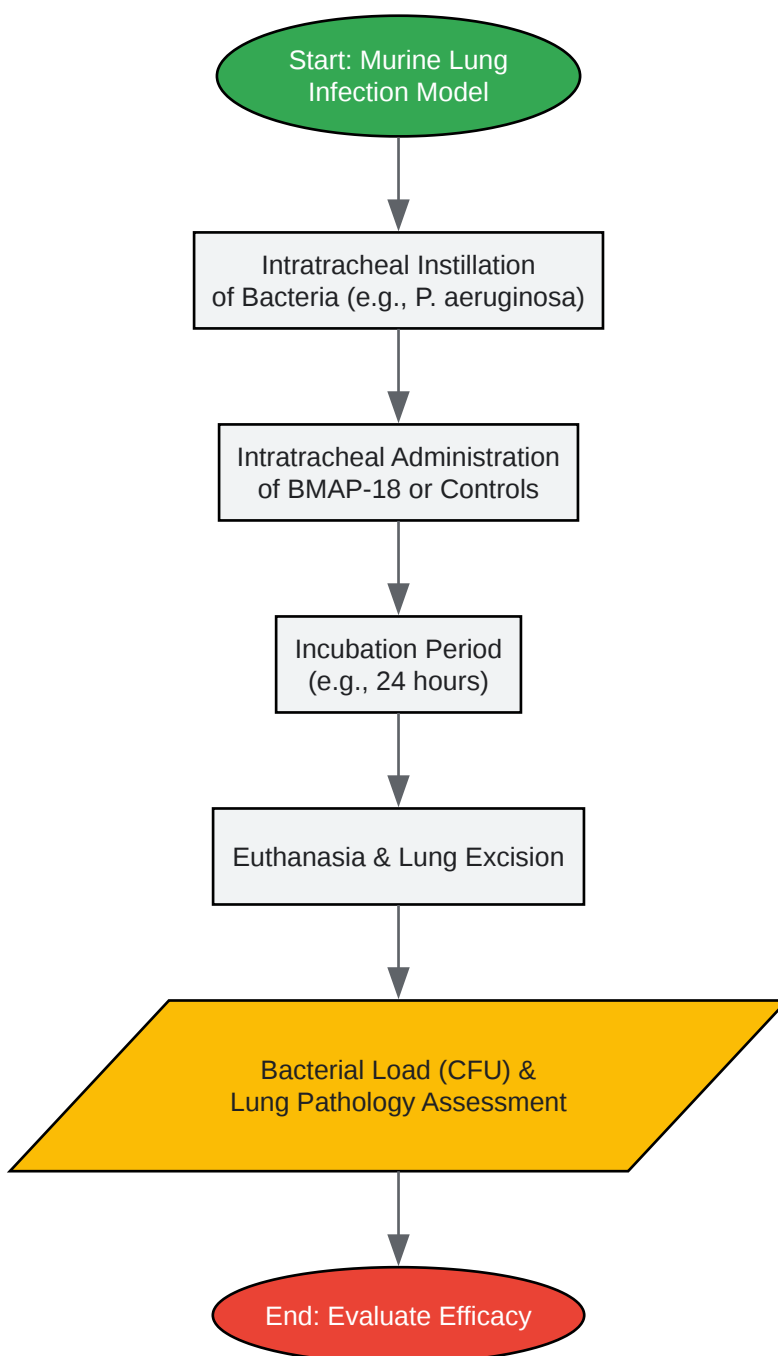 Start: Murine Lung
Infection Model
Intratracheal Instillation
of Bacteria (e.g., P. aeruginosa)
Intratracheal Administration
of BMAP-18 or Controls
Incubation Period
(e.g., 24 hours)
Euthanasia & Lung Excision
Bacterial Load (CFU) &
Lung Pathology Assessment
End: Evaluate Efficacy